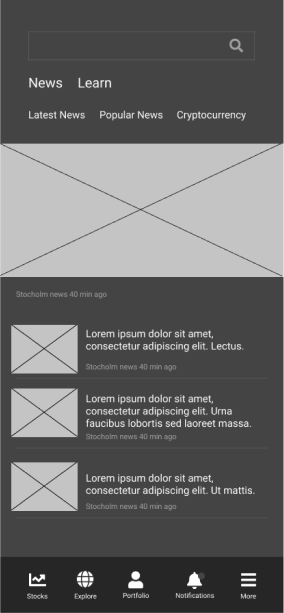 News Learn
Latest News Popular News Cryptocurrency
Stocholm news 40 min ago
Lorem ipsum dolor sit amet,
consectetur adipiscing elit. Lectus.
Stocholm news 40 min ago
Lorem ipsum dolor sit amet,
consectetur adipiscing elit. Urna
faucibus lobortis sed laoreet massa.
Stocholm news 40 min ago
Lorem ipsum dolor sit amet,
consectetur adipiscing elit. Ut mattis.
Stocholm news 40 min ago
Stocks Explore Portfolio Notifications More